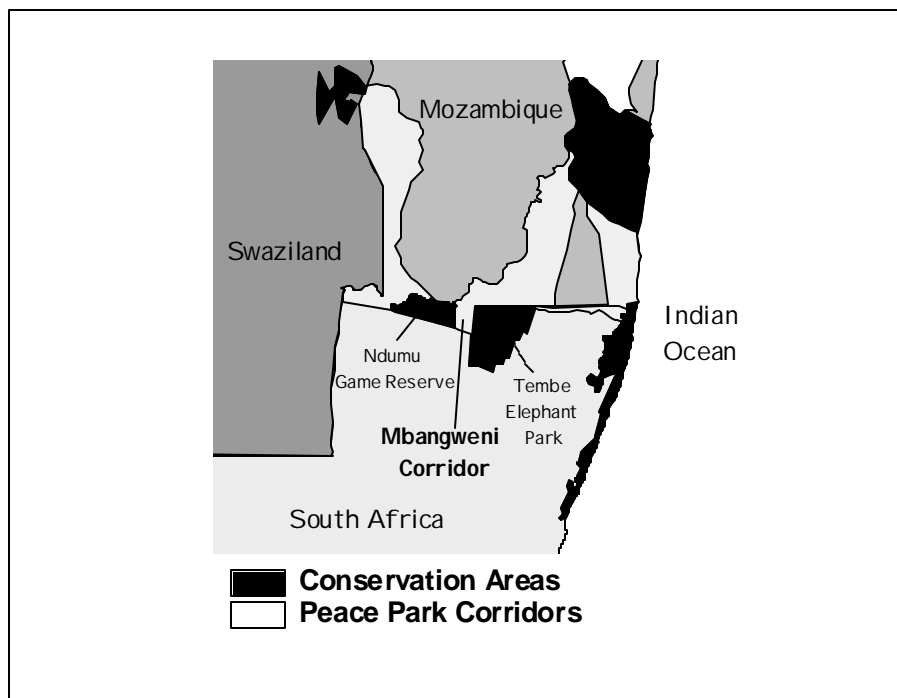 Mozambique
Swaziland
Indian
Ocean
Ndumu
Game Reserve
Tembe
Elephant
Park
Mbangweni
Corridor
South Africa
Conservation Areas
Peace Park Corridors